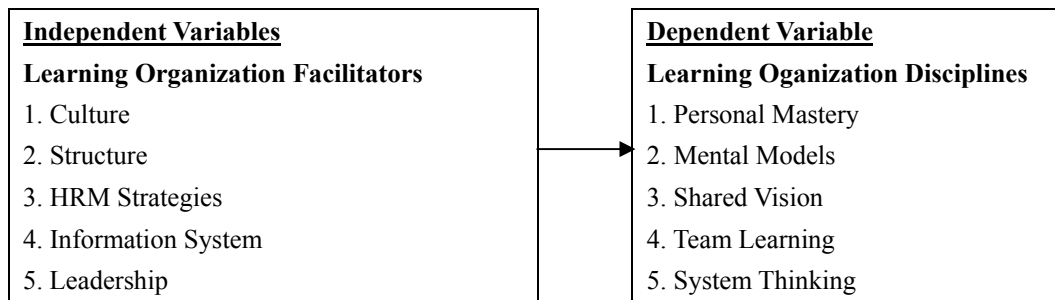 Independent Variables
Learning Organization Facilitators
1. Culture
2. Structure
3. HRM Strategies
4. Information System
5. Leadership
Dependent Variable
Learning Oganization Disciplines
1. Personal Mastery
2. Mental Models
3. Shared Vision
4. Team Learning
5. System Thinking